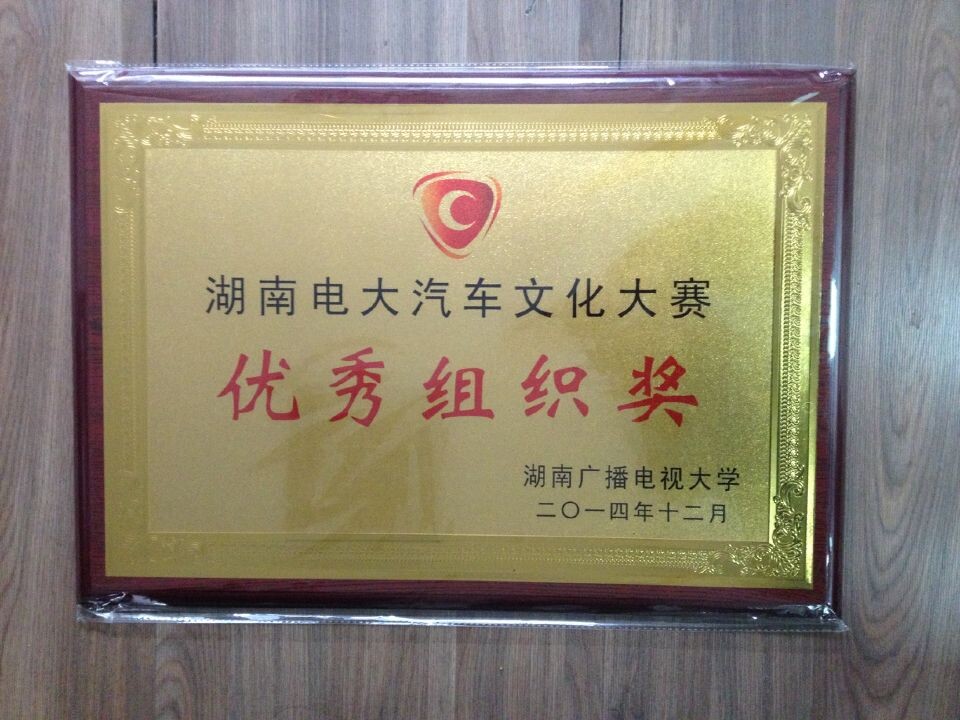 湖南电大汽车文化大赛
优秀组织奖
湖南广播电视大学
二〇一四年十二月